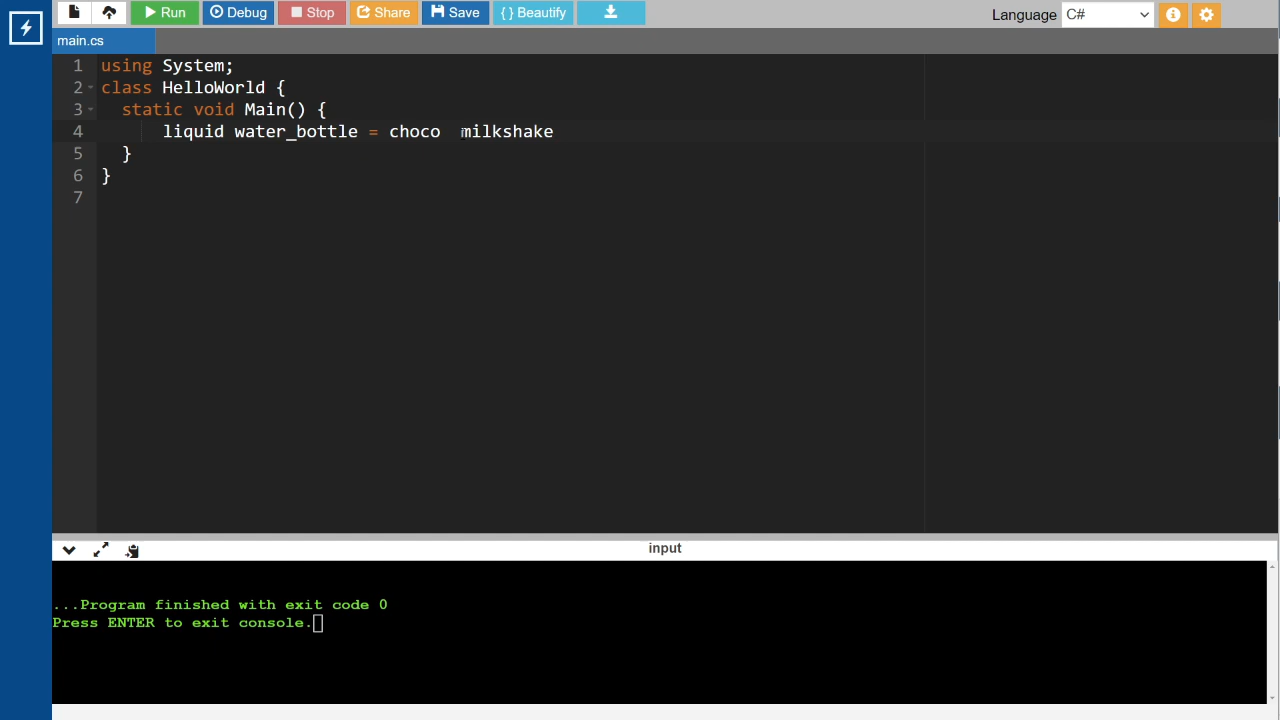 Run Debug Stop Share Save { } Beautify Language C#
main.cs
1 using System;
2 class HelloWorld {
3 static void Main() {
4 liquid water_bottle = choco  milkshake
5 }
6 }
7
input
...Program finished with exit code 0
Press ENTER to exit console.